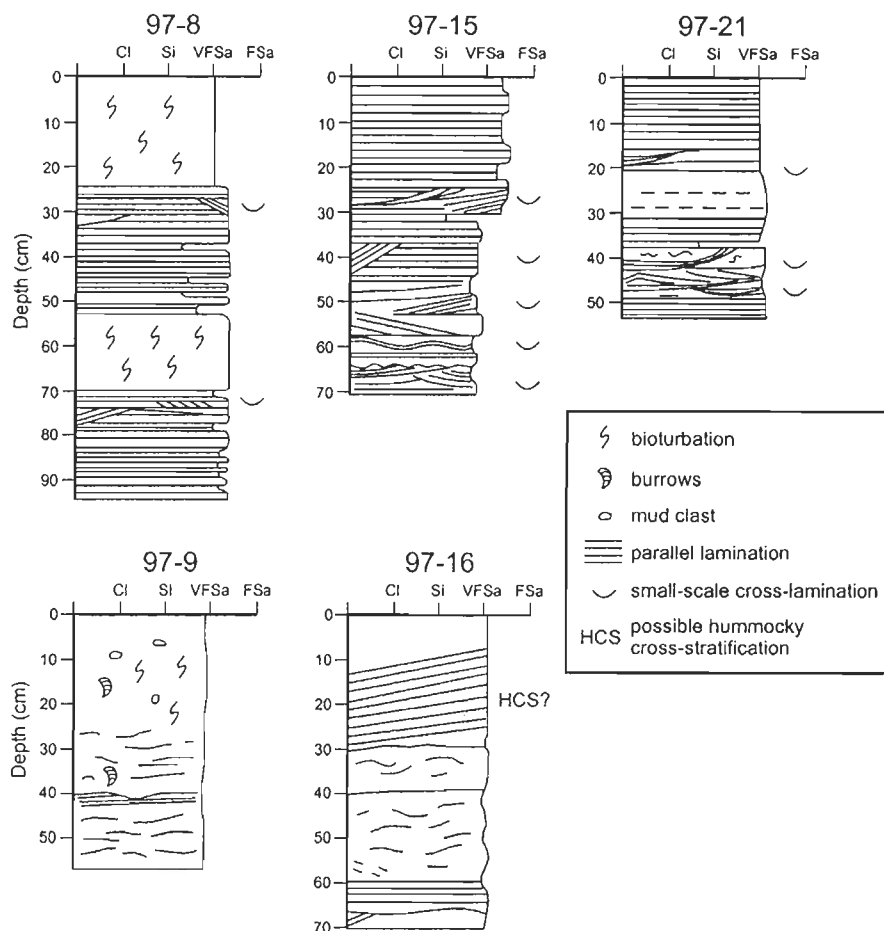 97-8
Cl Si VFSa FSa
0
10
20
30
40
50
60
70
80
90
Depth (cm)
97-15
Cl Si VFSa FSa
0
10
20
30
40
50
60
70
97-21
Cl Si VFSa FSa
0
10
20
30
40
50
bioturbation
burrows
mud clast
parallel lamination
small-scale cross-lamination
HCS possible hummocky
cross-stratification
97-9
Cl Si VFSa FSa
0
10
20
30
40
50
Depth (cm)
97-16
Cl Si VFSa FSa
0
10
20
30
40
50
60
70
HCS?